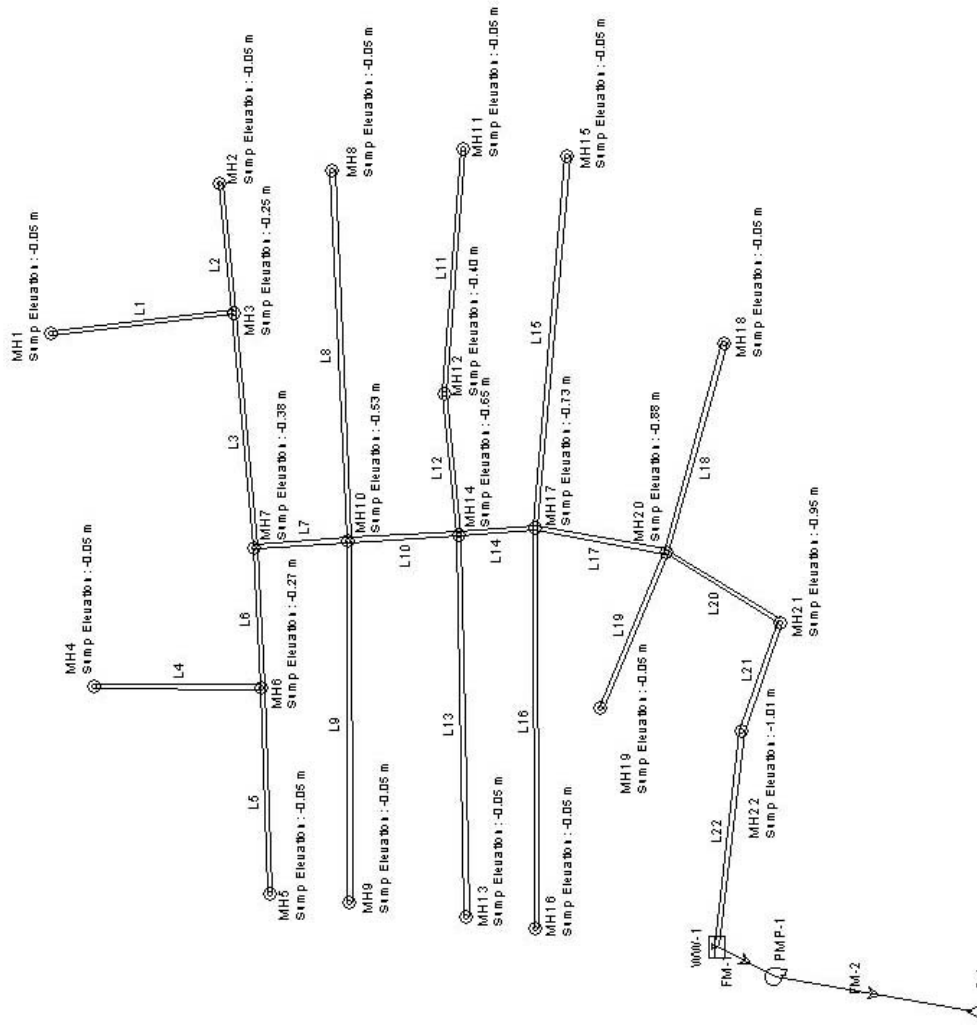 MH1
Sump Elevation:-0.05 m
L1
MH2
Sump Elevation:-0.05 m
L2
MH3
Sump Elevation:-0.25 m
L3
MH4
Sump Elevation:-0.05 m
L4
MH7
Sump Elevation:-0.38 m
L6
MH6
Sump Elevation:-0.27 m
L5
MH5
Sump Elevation:-0.05 m
L7
MH8
Sump Elevation:-0.05 m
L8
MH10
Sump Elevation:-0.53 m
L9
MH9
Sump Elevation:-0.05 m
L10
MH11
Sump Elevation:-0.05 m
L11
MH12
Sump Elevation:-0.40 m
L12
MH14
Sump Elevation:-0.65 m
L13
MH13
Sump Elevation:-0.05 m
L14
MH15
Sump Elevation:-0.05 m
L15
MH17
Sump Elevation:-0.73 m
L16
MH16
Sump Elevation:-0.05 m
L17
MH18
Sump Elevation:-0.05 m
L18
MH20
Sump Elevation:-0.88 m
L19
MH19
Sump Elevation:-0.05 m
L20
MH21
Sump Elevation:-0.95 m
L21
MH22
Sump Elevation:-1.01 m
L22
WW-1
FM-1
PMP-1
FM-2